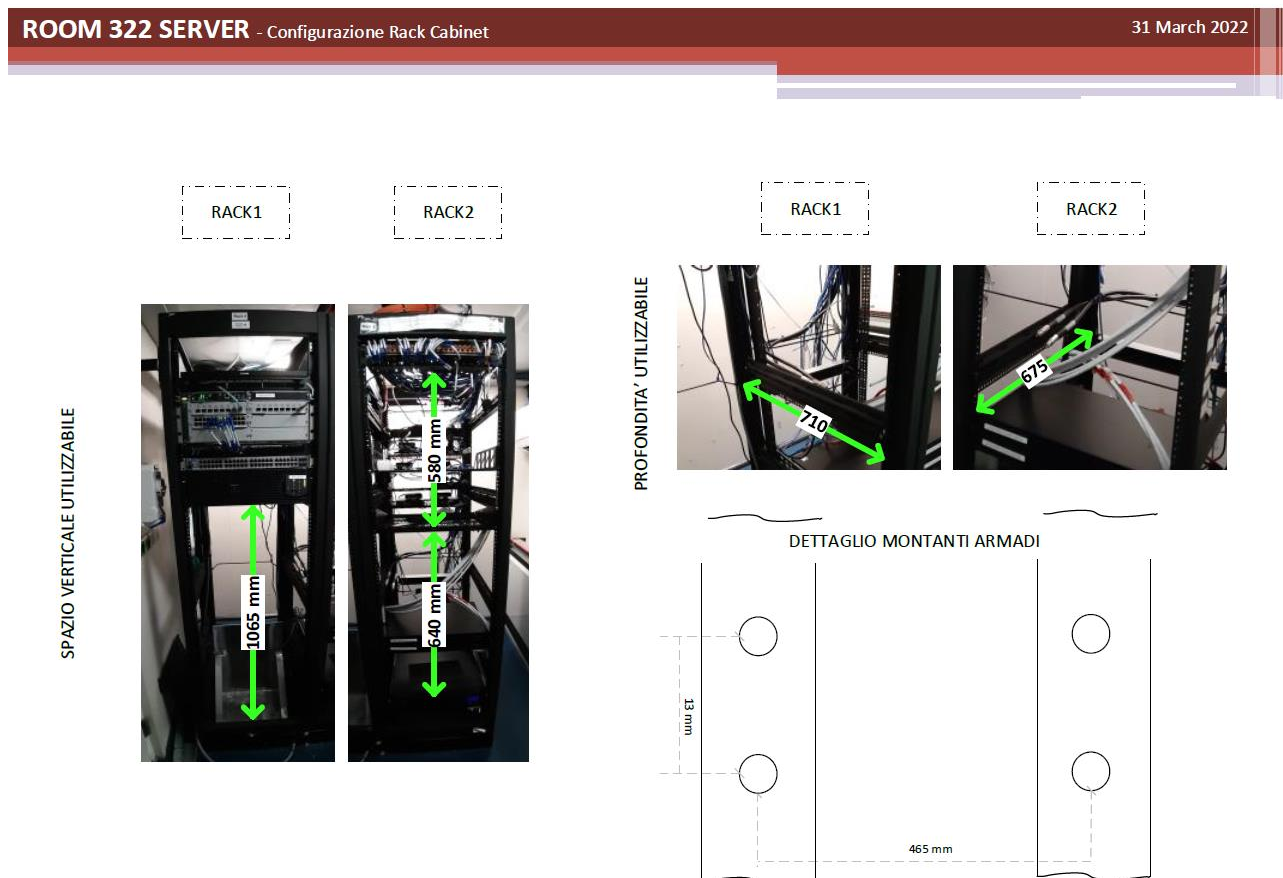 ROOM 322 SERVER - Configurazione Rack Cabinet
31 March 2022
RACK1
RACK2
RACK1
RACK2
SPAZIO VERTICALE UTILIZZABILE
1065 mm
580 mm
640 mm
PROFONDITA’ UTILIZZABILE
710
675
DETTAGLIO MONTANTI ARMADI
13 mm
465 mm